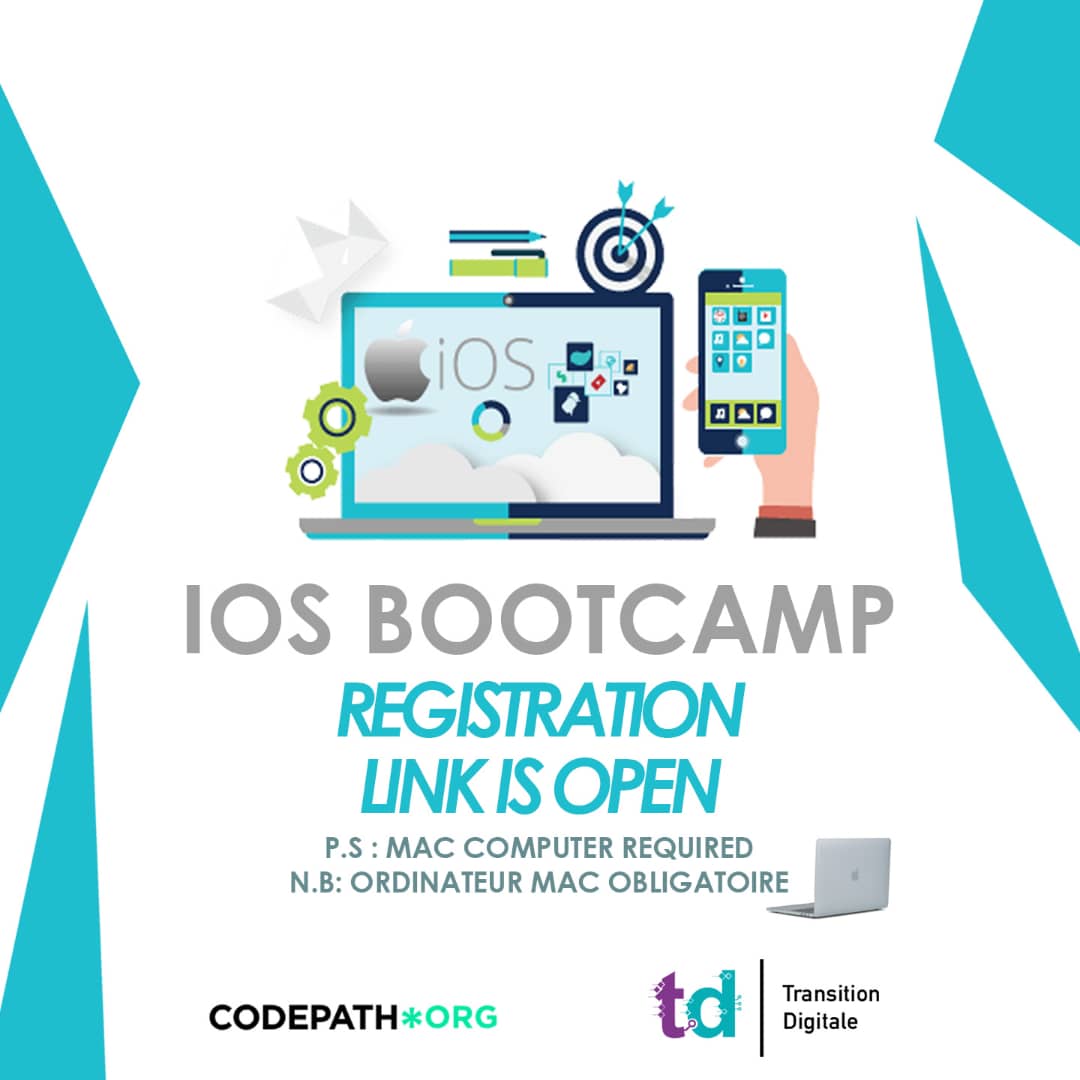 iOS
IOS BOOTCAMP
REGISTRATION
LINK IS OPEN
P.S : MAC COMPUTER REQUIRED
N.B: ORDINATEUR MAC OBLIGATOIRE
CODEPATH*ORG
td
Transition
Digitale